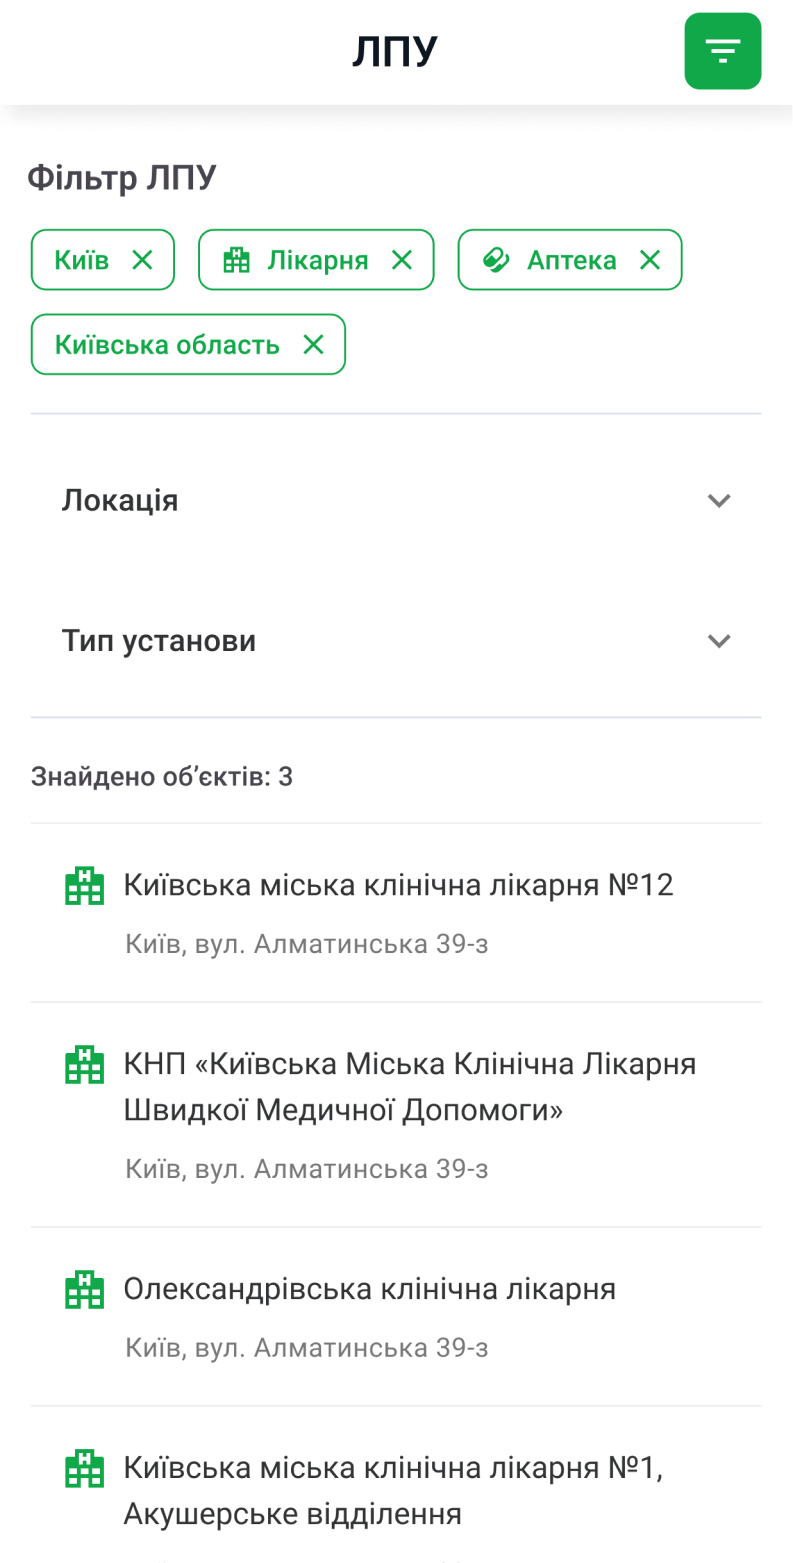 ЛПУ
Фільтр ЛПУ
Київ
Лікарня
Аптека
Київська область
Локація
Тип установи
Знайдено об’єктів: 3
Київська міська клінічна лікарня №12
Київ, вул. Алматинська 39-з
КНП «Київська Міська Клінічна Лікарня
Швидкої Медичної Допомоги»
Київ, вул. Алматинська 39-з
Олександрівська клінічна лікарня
Київ, вул. Алматинська 39-з
Київська міська клінічна лікарня №1,
Акушерське відділення